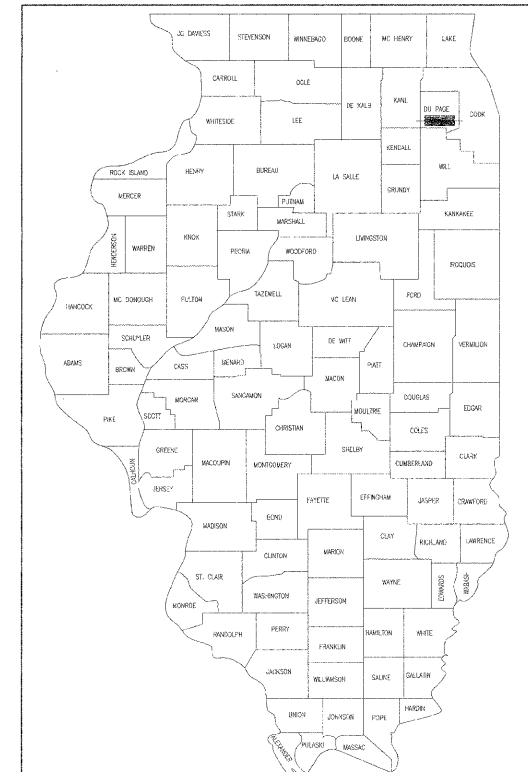 JO DAVIESS
STEVENSON
WINNEBAGO
BOONE
MC HENRY
LAKE
CARROLL
OGLE
DE KALB
KANE
DU PAGE
COOK
WHITESIDE
LEE
KENDALL
WILL
ROCK ISLAND
HENRY
BUREAU
LA SALLE
GRUNDY
MERCER
PUTNAM
KANKAKEE
STARK
MARSHALL
HENDERSON
WARREN
KNOX
PEORIA
WOODFORD
LIVINGSTON
IROQUOIS
HANCOCK
MC DONOUGH
FULTON
TAZEWELL
MC LEAN
FORD
MASON
SCHUYLER
LOGAN
DE WITT
CHAMPAIGN
VERMILION
ADAMS
BROWN
CASS
MENARD
PIATT
MACON
MORGAN
SANGAMON
DOUGLAS
EDGAR
PIKE
SCOTT
CHRISTIAN
MOULTRIE
COLES
GREENE
MACOUPIN
MONTGOMERY
SHELBY
CUMBERLAND
CLARK
CALHOUN
JERSEY
FAYETTE
EFFINGHAM
JASPER
CRAWFORD
MADISON
BOND
CLAY
RICHLAND
LAWRENCE
CLINTON
MARION
ST. CLAIR
WAYNE
EDWARDS
WABASH
WASHINGTON
JEFFERSON
MONROE
RANDOLPH
PERRY
HAMILTON
WHITE
FRANKLIN
JACKSON
WILLIAMSON
SALINE
GALLATIN
UNION
JOHNSON
POPE
HARDIN
ALEXANDER
PULASKI
MASSAC